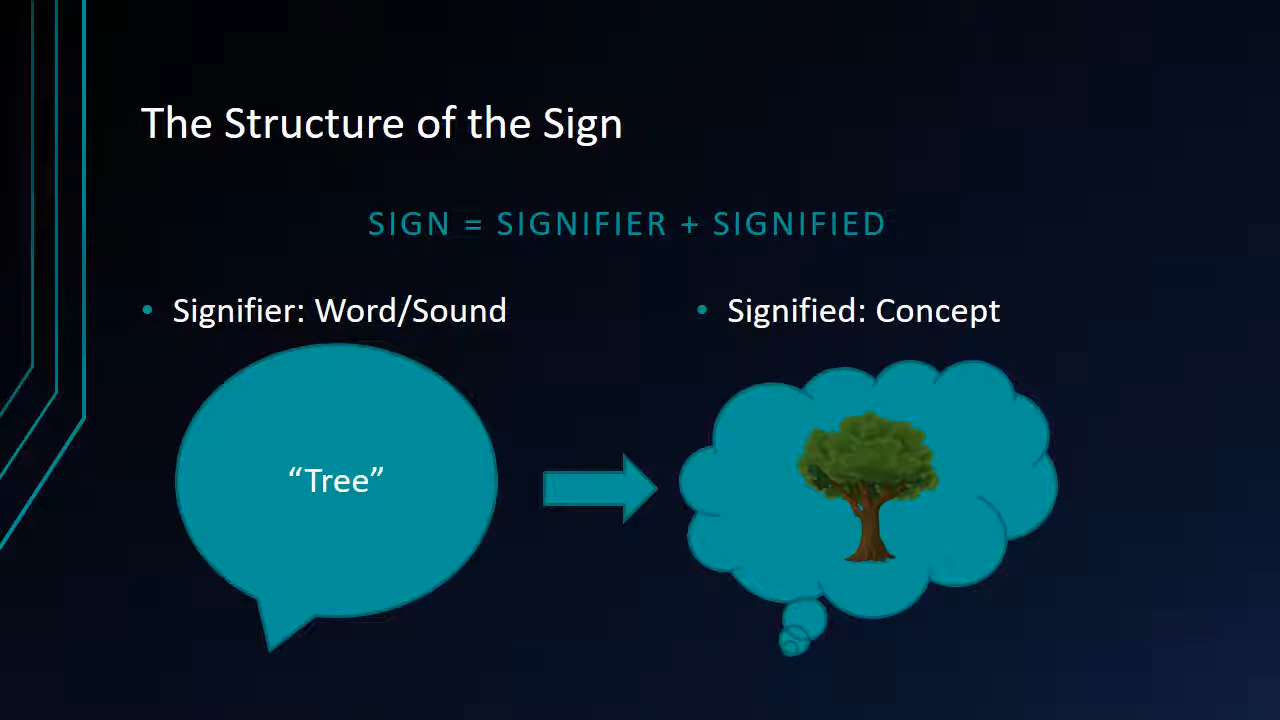 The Structure of the Sign
SIGN = SIGNIFIER + SIGNIFIED
• Signifier: Word/Sound
• Signified: Concept
“Tree”